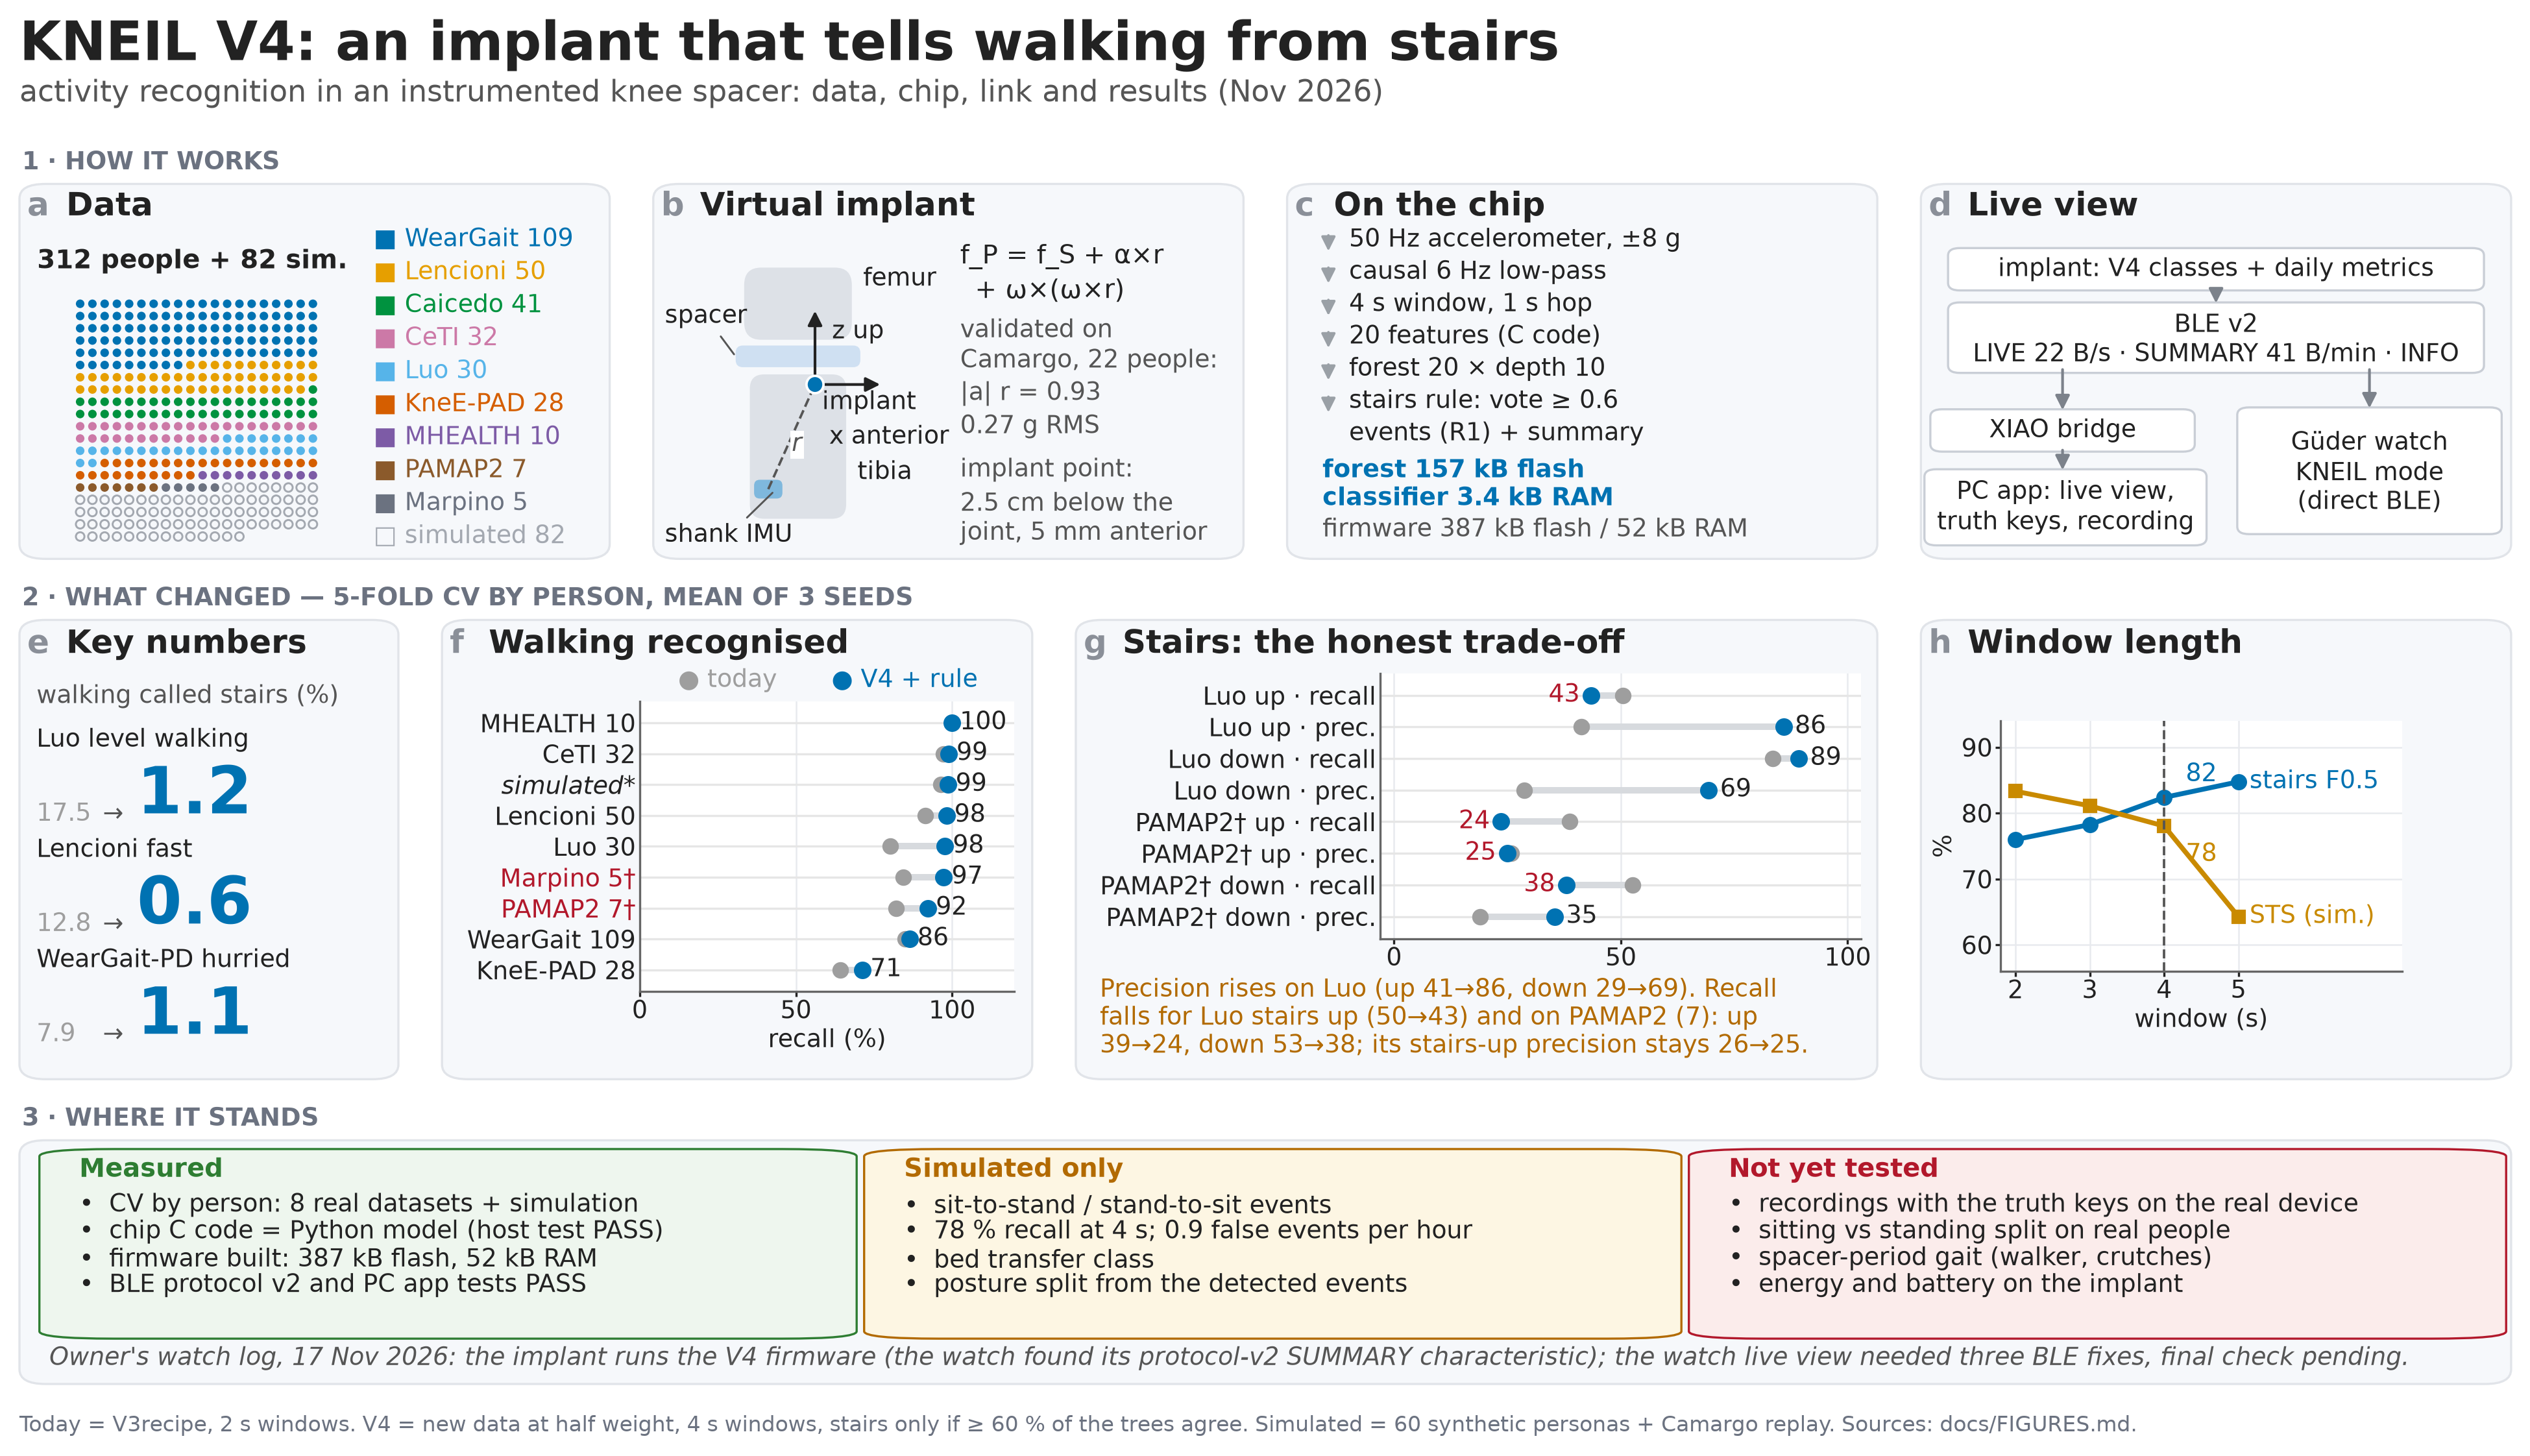 KNEIL V4: an implant that tells walking from stairs
activity recognition in an instrumented knee spacer: data, chip, link and results (Nov 2026)
1 · HOW IT WORKS
a Data
312 people + 82 sim.
WearGait 109
Lencioni 50
Caicedo 41
CeTI 32
Luo 30
KneE-PAD 28
MHEALTH 10
PAMAP2 7
Marpino 5
simulated 82
b Virtual implant
femur
spacer
z up
implant
x anterior
r
tibia
shank IMU
f_P = f_S + α×r
+ ω×(ω×r)
validated on
Camargo, 22 people:
|a| r = 0.93
0.27 g RMS
implant point:
2.5 cm below the
joint, 5 mm anterior
c On the chip
50 Hz accelerometer, ±8 g
causal 6 Hz low-pass
4 s window, 1 s hop
20 features (C code)
forest 20 × depth 10
stairs rule: vote ≥ 0.6
events (R1) + summary
forest 157 kB flash
classifier 3.4 kB RAM
firmware 387 kB flash / 52 kB RAM
d Live view
implant: V4 classes + daily metrics
BLE v2
LIVE 22 B/s · SUMMARY 41 B/min · INFO
XIAO bridge
PC app: live view,
truth keys, recording
Güder watch
KNEIL mode
(direct BLE)
2 · WHAT CHANGED — 5-FOLD CV BY PERSON, MEAN OF 3 SEEDS
e Key numbers
walking called stairs (%)
Luo level walking
17.5 → 1.2
Lencioni fast
12.8 → 0.6
WearGait-PD hurried
7.9 → 1.1
f Walking recognised
today
V4 + rule
MHEALTH 10 100
CeTI 32 99
simulated* 99
Lencioni 50 98
Luo 30 98
Marpino 5† 97
PAMAP2 7† 92
WearGait 109 86
KneE-PAD 28 71
0 50 100
recall (%)
g Stairs: the honest trade-off
Luo up · recall 43
Luo up · prec. 86
Luo down · recall 89
Luo down · prec. 69
PAMAP2† up · recall 24
PAMAP2† up · prec. 25
PAMAP2† down · recall 38
PAMAP2† down · prec. 35
0 50 100
Precision rises on Luo (up 41→86, down 29→69). Recall
falls for Luo stairs up (50→43) and on PAMAP2 (7): up
39→24, down 53→38; its stairs-up precision stays 26→25.
h Window length
90
80
70
60
%
82
stairs F0.5
78
STS (sim.)
2 3 4 5
window (s)
3 · WHERE IT STANDS
Measured
• CV by person: 8 real datasets + simulation
• chip C code = Python model (host test PASS)
• firmware built: 387 kB flash, 52 kB RAM
• BLE protocol v2 and PC app tests PASS
Simulated only
• sit-to-stand / stand-to-sit events
• 78 % recall at 4 s; 0.9 false events per hour
• bed transfer class
• posture split from the detected events
Not yet tested
• recordings with the truth keys on the real device
• sitting vs standing split on real people
• spacer-period gait (walker, crutches)
• energy and battery on the implant
Owner's watch log, 17 Nov 2026: the implant runs the V4 firmware (the watch found its protocol-v2 SUMMARY characteristic); the watch live view needed three BLE fixes, final check pending.
Today = V3recipe, 2 s windows. V4 = new data at half weight, 4 s windows, stairs only if ≥ 60 % of the trees agree. Simulated = 60 synthetic personas + Camargo replay. Sources: docs/FIGURES.md.